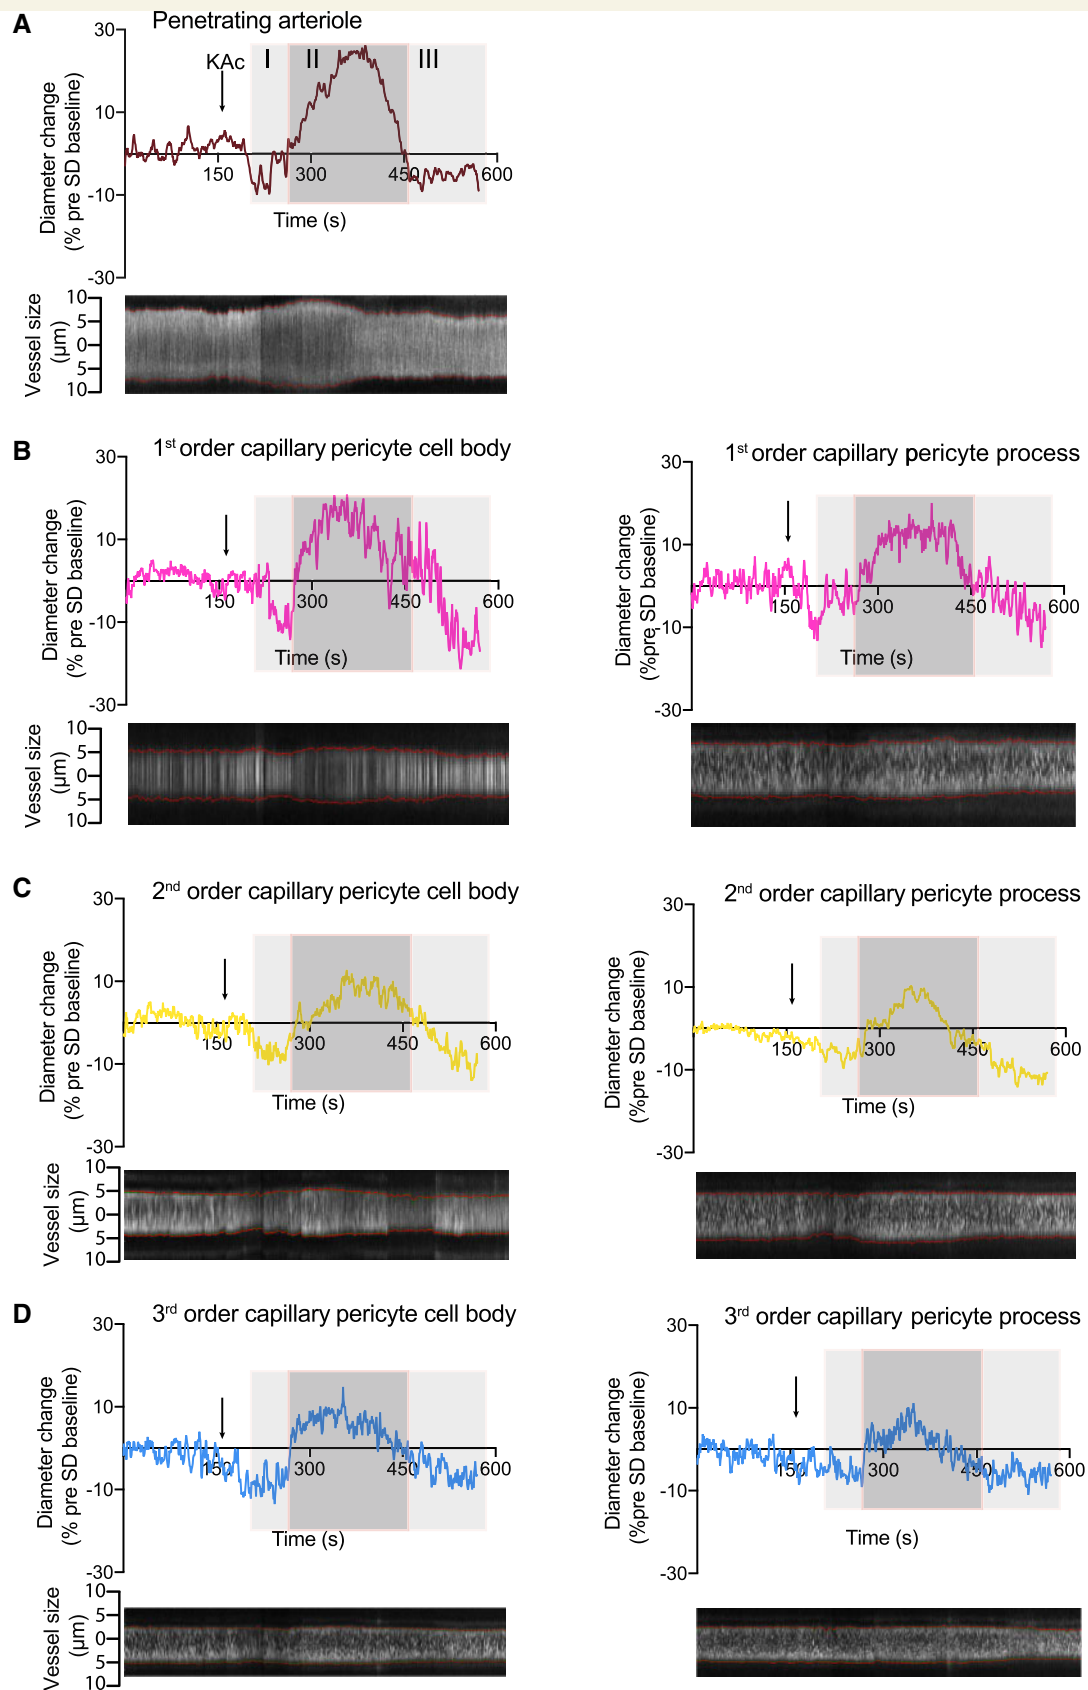 A
Penetrating arteriole
30
10
-10
-30
KAc
I
II
III
150
300
450
600
Time (s)
Diameter change
(% pre SD baseline)
10
5
0
5
10
Vessel size
(µm)
B
1st order capillary pericyte cell body
30
10
-10
-30
150
300
450
600
Time (s)
Diameter change
(% pre SD baseline)
10
5
0
5
10
Vessel size
(µm)
1st order capillary pericyte process
30
10
-10
-30
150
300
450
600
Time (s)
Diameter change
(%pre SD baseline)
C
2nd order capillary pericyte cell body
30
10
-10
-30
150
300
450
600
Time (s)
Diameter change
(% pre SD baseline)
10
5
0
5
10
Vessel size
(µm)
2nd order capillary pericyte process
30
10
-10
-30
150
300
450
600
Time (s)
Diameter change
(%pre SD baseline)
D
3rd order capillary pericyte cell body
30
10
-10
-30
150
300
450
600
Time (s)
Diameter change
(% pre SD baseline)
10
5
0
5
10
Vessel size
(µm)
3rd order capillary pericyte process
30
10
-10
-30
150
300
450
600
Time (s)
Diameter change
(%pre SD baseline)